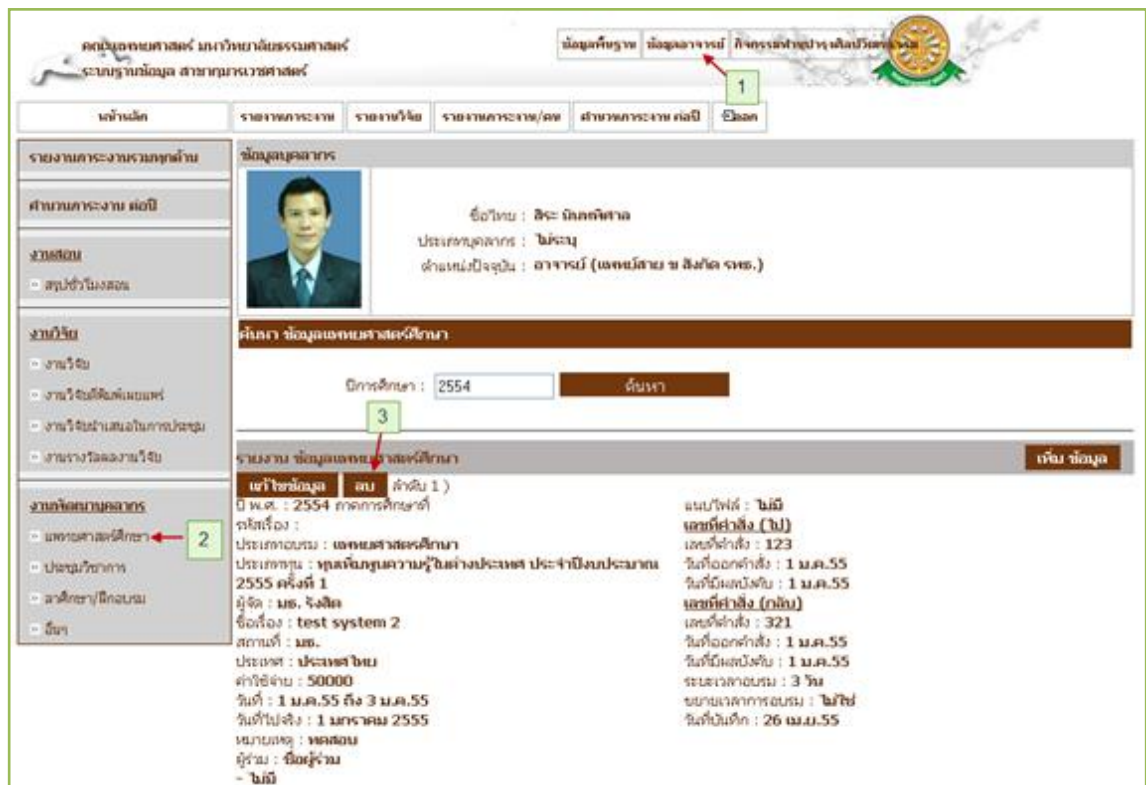 คณะแพทยศาสตร์ มหาวิทยาลัยธรรมศาสตร์
ระบบฐานข้อมูล สาขากุมารเวชศาสตร์
ข้อมูลพื้นฐาน ข้อมูลอาจารย์ กิจกรรมทำนุบำรุงศิลปวัฒนธรรม
1
หน้าหลัก รายงานภาระงาน รายงานวิจัย รายงานภาระงาน/คน คำนวนภาระงาน ต่อปี ออก
รายงานภาระงานรวมทุกด้าน
คำนวนภาระงาน ต่อปี
งานสอน
สรุปชั่วโมงสอน
งานวิจัย
งานวิจัย
งานวิจัยตีพิมพ์เผยแพร่
งานวิจัยนำเสนอในการประชุม
งานรางวัลผลงานวิจัย
งานพัฒนาบุคลากร
แพทยศาสตร์ศึกษา 2
ประชุมวิชาการ
ลาศึกษา/ฝึกอบรม
อื่นๆ
ข้อมูลบุคลากร
ชื่อไทย : สิระ
ประเภทบุคลากร : ไม่ระบุ
ตำแหน่งปัจจุบัน : อาจารย์ (แพทย์สาย ข สังกัด รพธ.)
ค้นหา ข้อมูลแพทยศาสตร์ศึกษา
ปีการศึกษา : 2554 ค้นหา
3
รายงาน ข้อมูลแพทยศาสตร์ศึกษา เพิ่ม ข้อมูล
แก้ไขข้อมูล ลบ ลำดับ 1 )
ปี พ.ศ. : 2554 ภาคการศึกษาที่
รหัสเรื่อง :
ประเภทอบรม : แพทยศาสตรศึกษา
ประเภททุน : ทุนเพิ่มพูนความรู้ในต่างประเทศ ประจำปีงบประมาณ
2555 ครั้งที่ 1
ผู้จัด : มธ. รังสิต
ชื่อเรื่อง : test system 2
สถานที่ : มธ.
ประเทศ : ประเทศไทย
ค่าใช้จ่าย : 50000
วันที่ : 1 ม.ค.55 ถึง 3 ม.ค.55
วันที่ไปจริง : 1 มกราคม 2555
หมายเหตุ : ทดสอบ
ผู้ร่วม : ชื่อผู้ร่วม
- ไม่มี
แนบไฟล์ : ไม่มี
เลขที่คำสั่ง (ไป)
เลขที่คำสั่ง : 123
วันที่ออกคำสั่ง : 1 ม.ค.55
วันที่มีผลบังคับ : 1 ม.ค.55
เลขที่คำสั่ง (กลับ)
เลขที่คำสั่ง : 321
วันที่ออกคำสั่ง : 1 ม.ค.55
วันที่มีผลบังคับ : 1 ม.ค.55
ระยะเวลาอบรม : 3 วัน
ขยายเวลาการอบรม : ไม่ใช่
วันที่บันทึก : 26 เม.ย.55